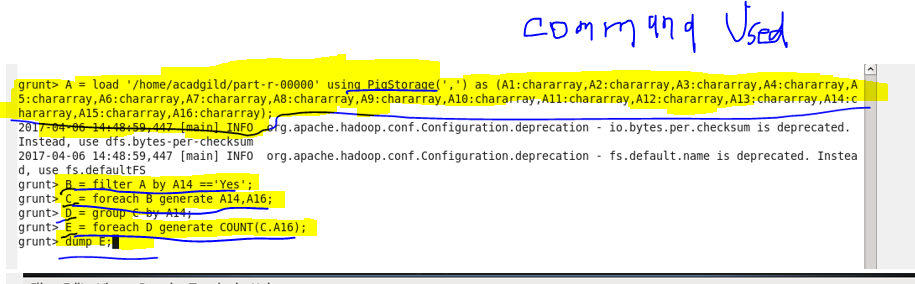 command Used
grunt> A = load '/home/acadgild/part-r-00000' using PigStorage(',') as (A1:chararray,A2:chararray,A3:chararray,A4:chararray,A
5:chararray,A6:chararray,A7:chararray,A8:chararray,A9:chararray,A10:chararray,A11:chararray,A12:chararray,A13:chararray,A14:c
hararray,A15:chararray,A16:chararray);
2017-04-06 14:48:59,447 [main] INFO  org.apache.hadoop.conf.Configuration.deprecation - io.bytes.per.checksum is deprecated.
Instead, use dfs.bytes-per-checksum
2017-04-06 14:48:59,447 [main] INFO  org.apache.hadoop.conf.Configuration.deprecation - fs.default.name is deprecated. Instea
d, use fs.defaultFS
grunt> B = filter A by A14 =='Yes';
grunt> C = foreach B generate A14,A16;
grunt> D = group C by A14;
grunt> E = foreach D generate COUNT(C.A16);
grunt> dump E;